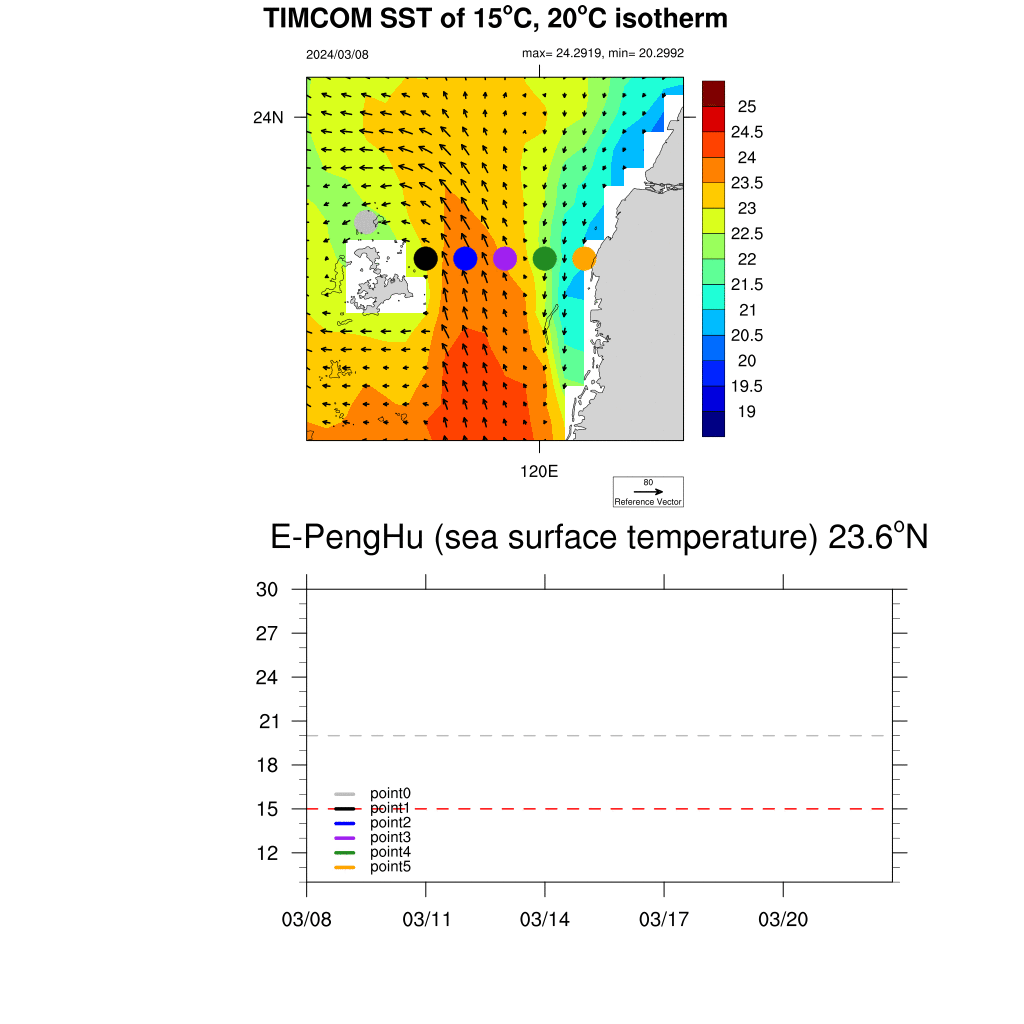 TIMCOM SST of 15°C, 20°C isotherm
2024/03/08
max= 24.2919, min= 20.2992
24N
120E
25
24.5
24
23.5
23
22.5
22
21.5
21
20.5
20
19.5
19
80
Reference Vector
E-PengHu (sea surface temperature) 23.6°N
30
27
24
21
18
15
12
point0
point1
point2
point3
point4
point5
03/08 03/11 03/14 03/17 03/20